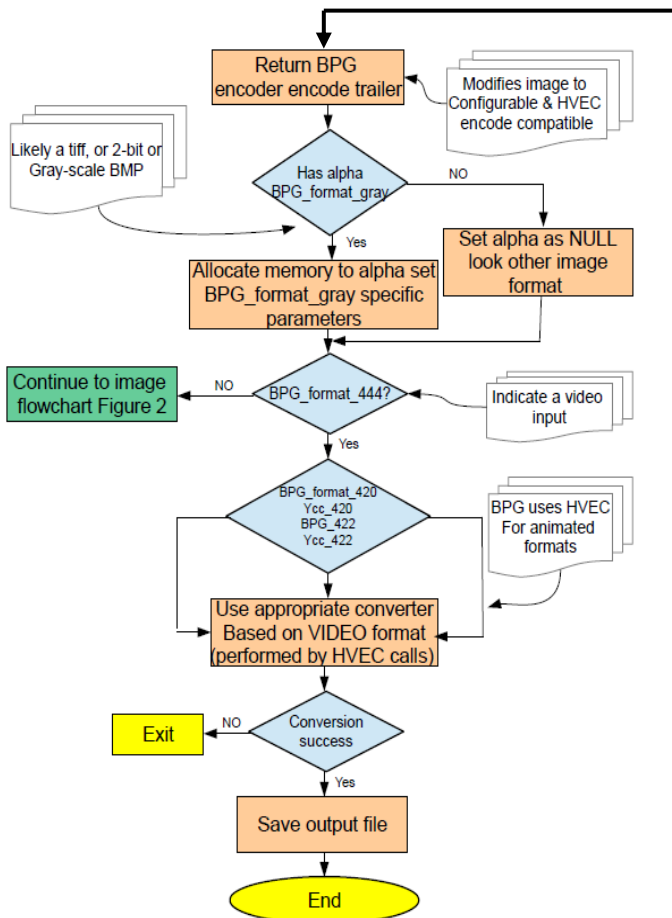 Return BPG
encoder encode trailer
Modifies image to
Configurable & HVEC
encode compatible
Likely a tiff, or 2-bit or
Gray-scale BMP
Has alpha
BPG_format_gray
NO
Yes
Set alpha as NULL
look other image
format
Allocate memory to alpha set
BPG_format_gray specific
parameters
Continue to image
flowchart Figure 2
NO
BPG_format_444?
Indicate a video
input
Yes
BPG_format_420
Ycc_420
BPG_422
Ycc_422
BPG uses HVEC
For animated
formats
Use appropriate converter
Based on VIDEO format
(performed by HVEC calls)
Exit
NO
Conversion
success
Yes
Save output file
End